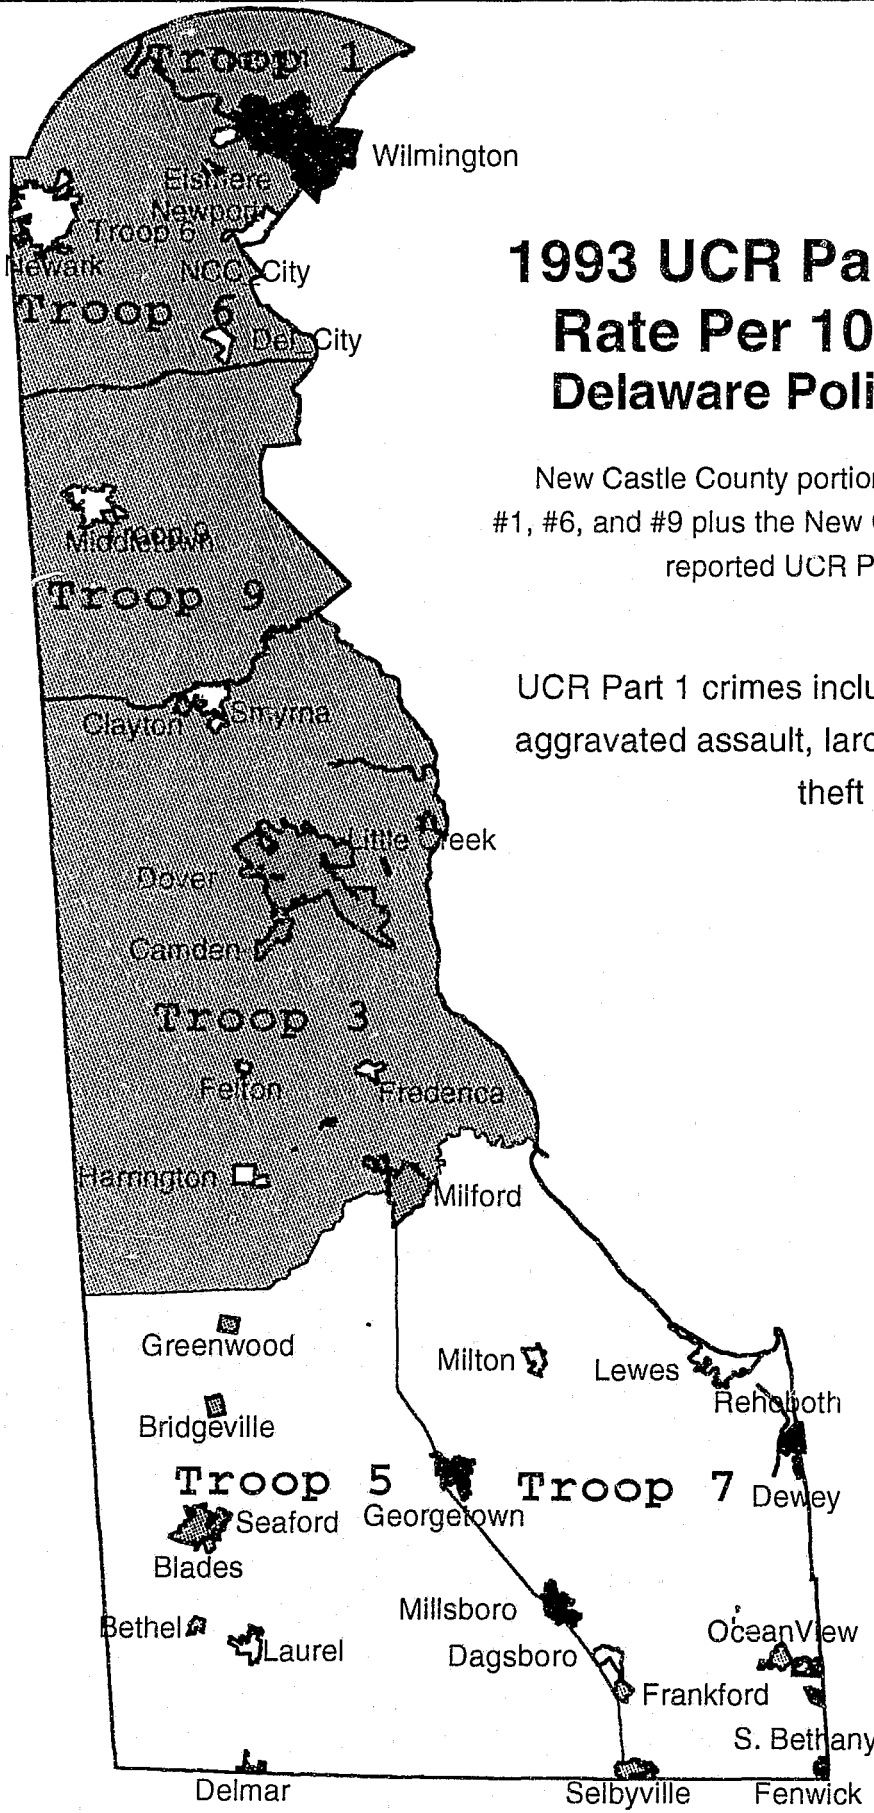 Troop 1
Wilmington
Elsmere
Newport
Troop 6
Newark
NCC City
Troop 6
Del City
1993 UCR Pa
Rate Per 10
Delaware Poli
New Castle County portion
#1, #6, and #9 plus the New
reported UCR P
Troop 9
Middletown
Troop 9
UCR Part 1 crimes inclu
aggravated assault, larc
theft
Clayton
Smyrna
Little Creek
Dover
Camden
Troop 3
Felton
Frederica
Harrington
Milford
Greenwood
Milton
Lewes
Rehoboth
Bridgeville
Troop 5
Troop 7
Dewey
Seaford
Georgetown
Blades
Millsboro
Bethel
OceanView
Laurel
Dagsboro
Frankford
S. Bethany
Delmar
Selbyville
Fenwick